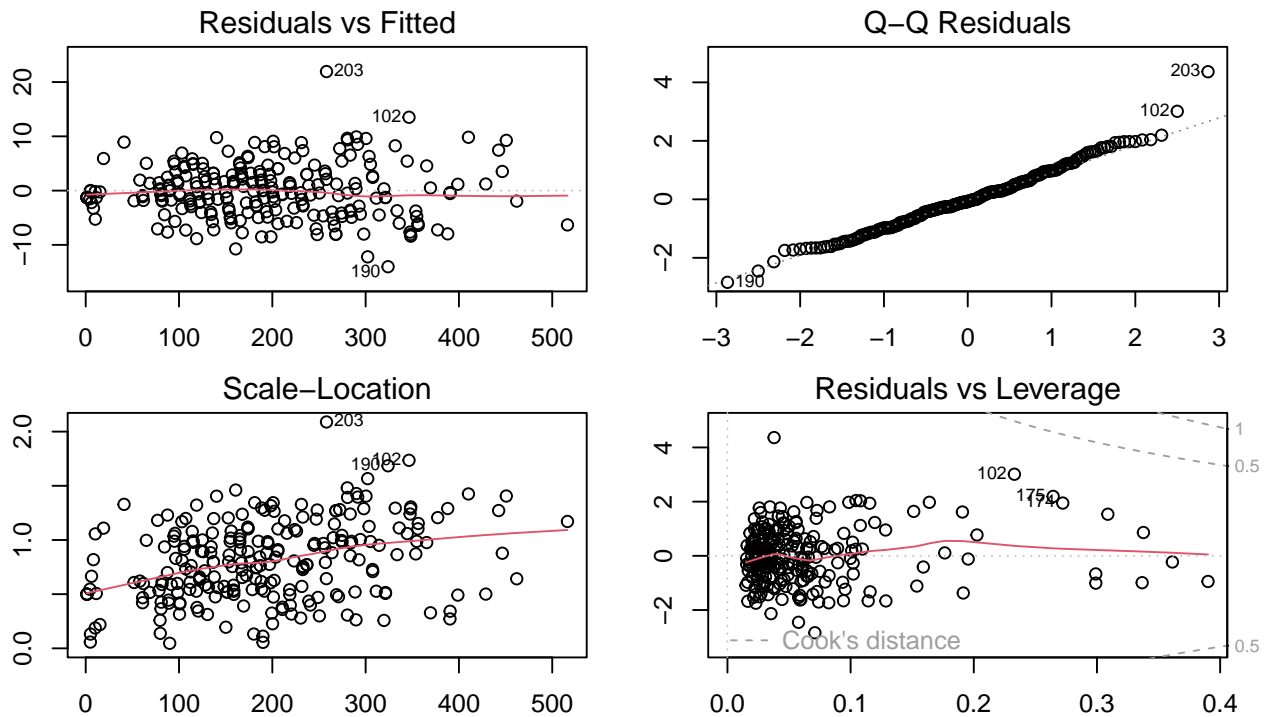 Residuals vs Fitted
203
102
190
−10 0 10 20
0 100 200 300 400 500
Q−Q Residuals
203
102
190
−2 0 2 4
−3 −2 −1 0 1 2 3
Scale−Location
203
102
190
0.0 1.0 2.0
0 100 200 300 400 500
Residuals vs Leverage
1
0.5
102
175
174
Cook's distance
0.5
−2 0 2 4
0.0 0.1 0.2 0.3 0.4